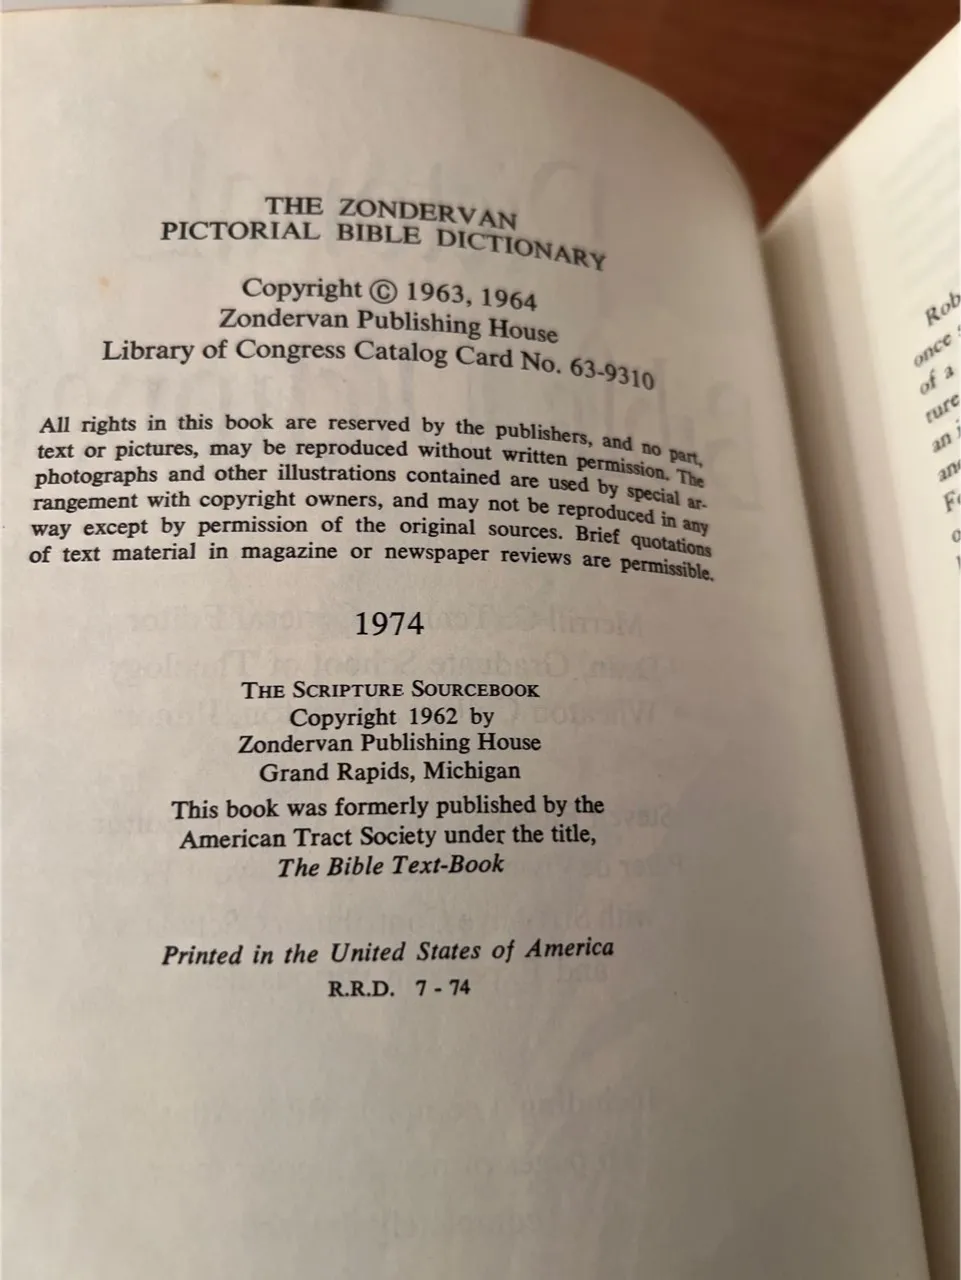 THE ZONDERVAN
PICTORIAL BIBLE DICTIONARY
Copyright © 1963, 1964
Zondervan Publishing House
Library of Congress Catalog Card No. 63-9310
All rights in this book are reserved by the publishers, and no part,
text or pictures, may be reproduced without written permission. The
photographs and other illustrations contained are used by special ar-
rangement with copyright owners, and may not be reproduced in any
way except by permission of the original sources. Brief quotations
of text material in magazine or newspaper reviews are permissible.
1974
THE SCRIPTURE SOURCEBOOK
Copyright 1962 by
Zondervan Publishing House
Grand Rapids, Michigan
This book was formerly published by the
American Tract Society under the title,
The Bible Text-Book
Printed in the United States of America
R.R.D. 7 - 74
Rob
once
of a
ture
an